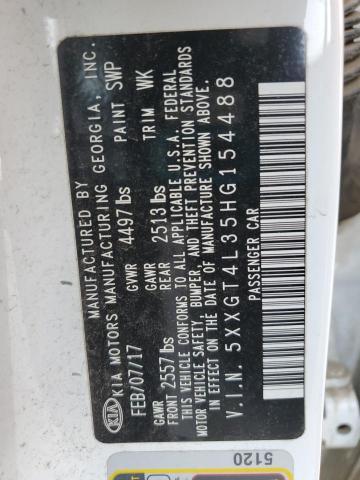 MANUFACTURED BY
KIA KIA MOTORS MANUFACTURING GEORGIA, INC.
FEB/07/17 GVWR 4497 lbs PAINT SWP
GAWR FRONT 2557 lbs GAWR REAR 2513 lbs TRIM WK
THIS VEHICLE CONFORMS TO ALL APPLICABLE U.S.A. FEDERAL
MOTOR VEHICLE SAFETY, BUMPER, AND THEFT PREVENTION STANDARDS
IN EFFECT ON THE DATE OF MANUFACTURE SHOWN ABOVE.
V.I.N. 5XXGT4L35HG154488
PASSENGER CAR
5120